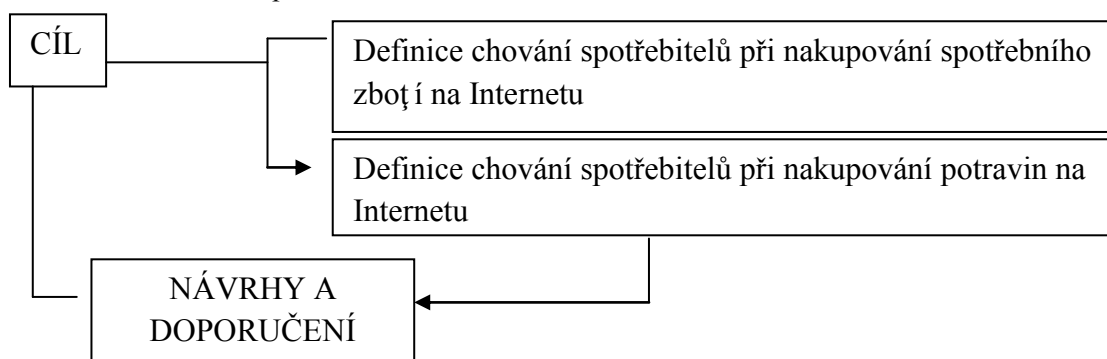 CÍL
Definice chování spotřebitelů při nakupování spotřebního
zboţí na Internetu
Definice chování spotřebitelů při nakupování potravin na
Internetu
NÁVRHY A
DOPORUČENÍ